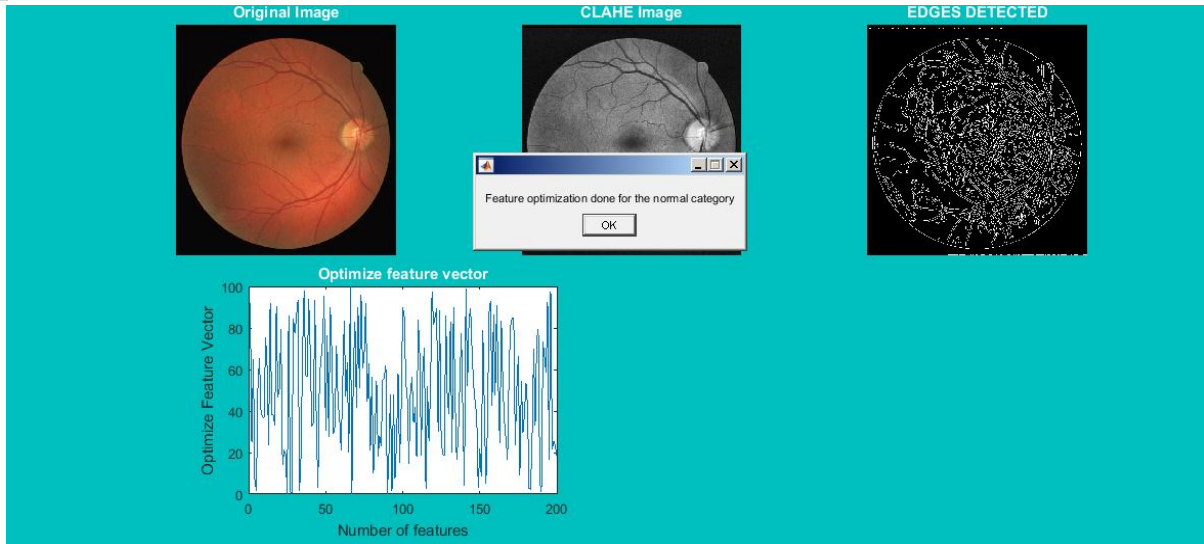 Original Image
CLAHE Image
EDGES DETECTED
Feature optimization done for the normal category
OK
Optimize feature vector
Optimize Feature Vector
100
80
60
40
20
0
0 50 100 150 200
Number of features